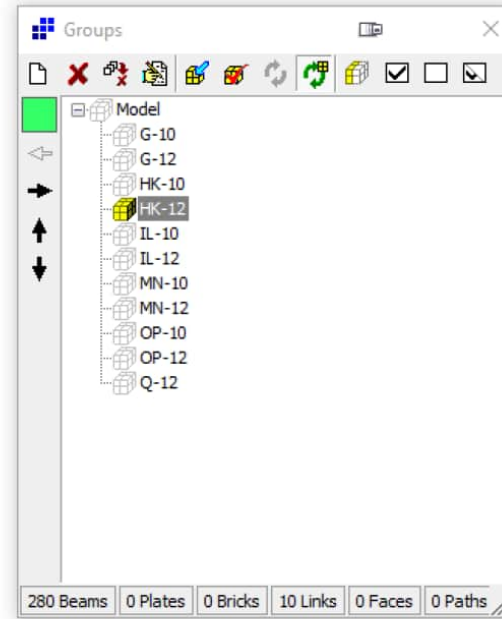 Groups
Model
G-10
G-12
HK-10
HK-12
IL-10
IL-12
MN-10
MN-12
OP-10
OP-12
Q-12
280 Beams 0 Plates 0 Bricks 10 Links 0 Faces 0 Paths